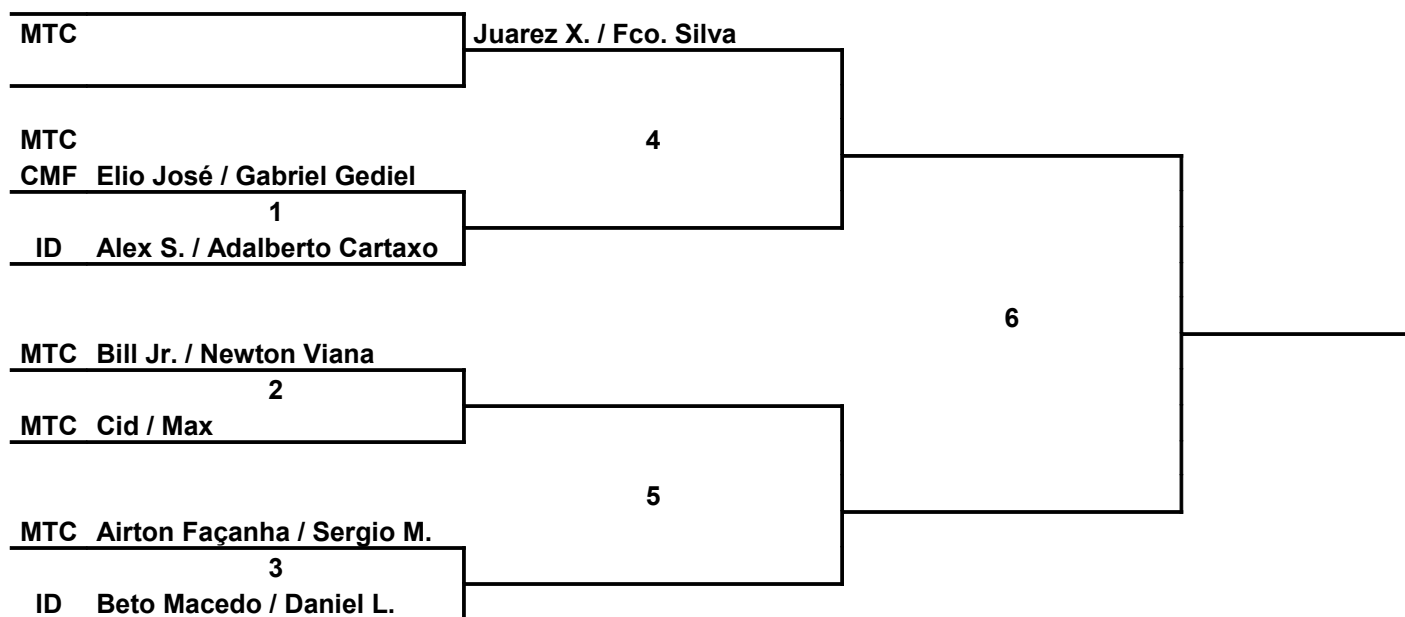 MTC Juarez X. / Fco. Silva
MTC 4
CMF Elio José / Gabriel Gediel
1
ID Alex S. / Adalberto Cartaxo
6
MTC Bill Jr. / Newton Viana
2
MTC Cid / Max
5
MTC Airton Façanha / Sergio M.
3
ID Beto Macedo / Daniel L.